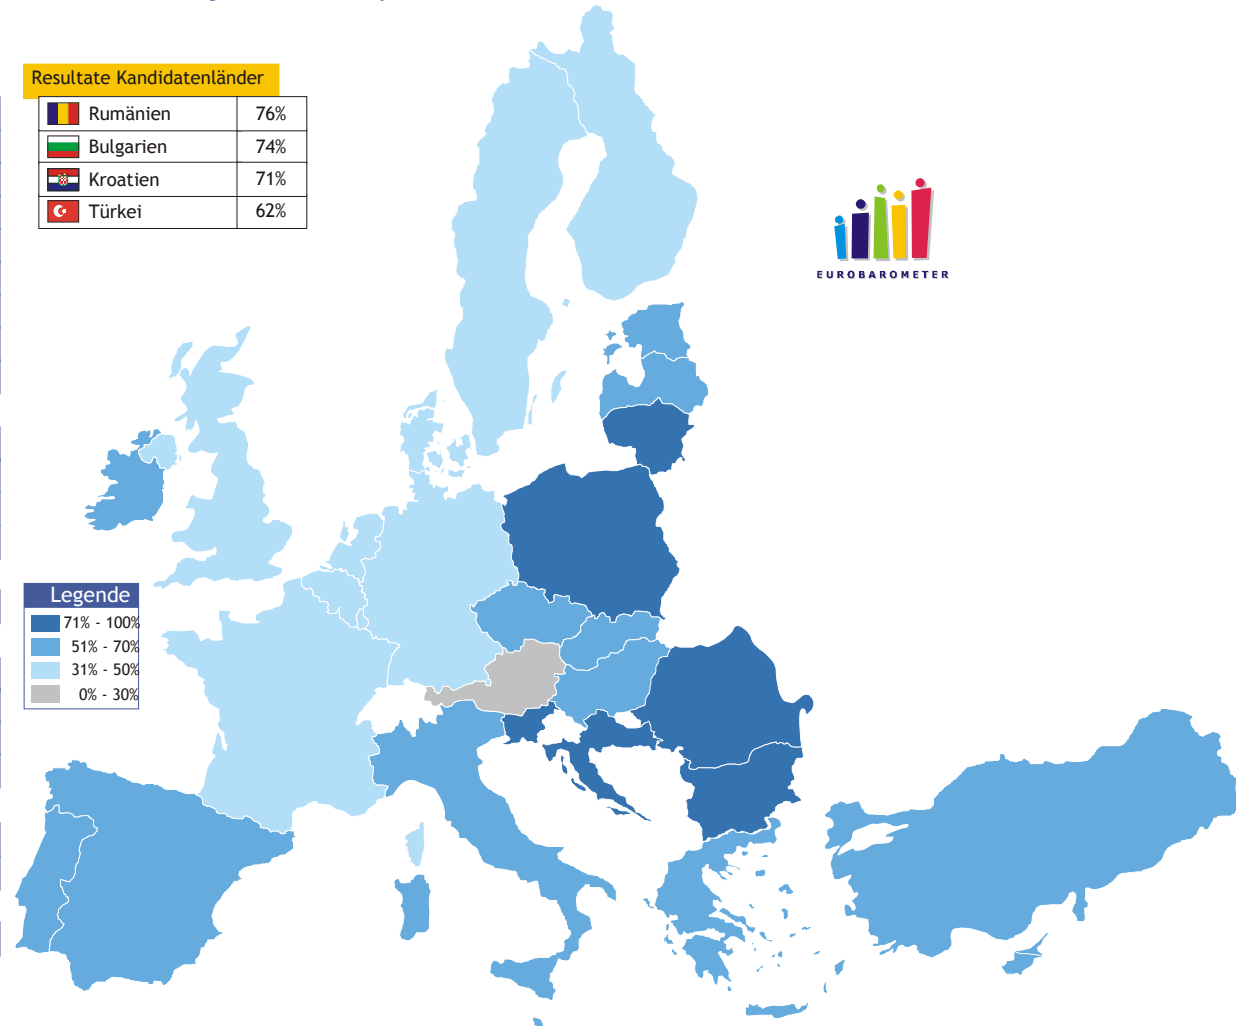 Resultate Kandidatenländer
Rumänien 76%
Bulgarien 74%
Kroatien 71%
Türkei 62%
EUROBAROMETER
Legende
71% - 100%
51% - 70%
31% - 50%
0% - 30%